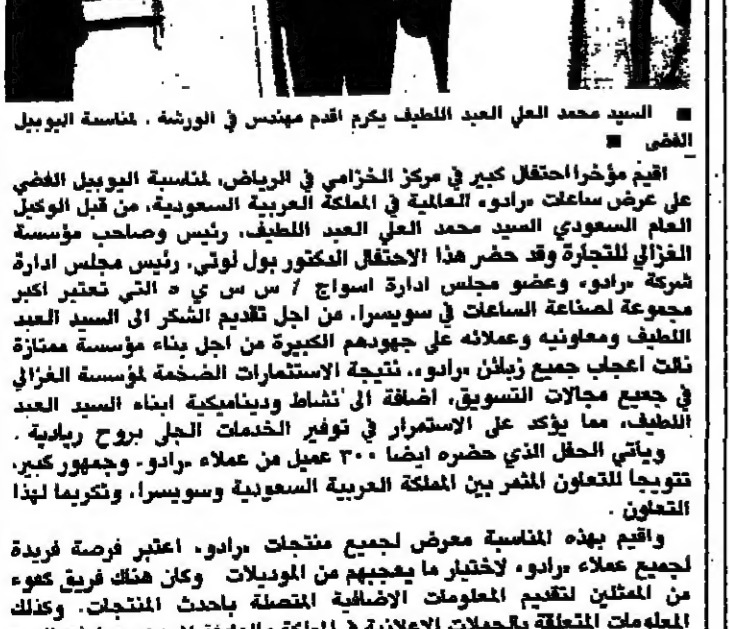 ■ السيد محمد العلي العبد اللطيف يكرم اقدم مهندس في الورشة . لمناسبة اليوبيل
الفضي ■
اقيم مؤخرا احتفال كبير في مركز الخزامي في الرياض، لمناسبة اليوبيل الفضي
على عرض ساعات «رادو» العالمية في المملكة العربية السعودية، من قبل الوكيل
العام السعودي السيد محمد العلي العبد اللطيف، رئيس وصاحب مؤسسة
الغزالي للتجارة وقد حضر هذا الاحتفال الدكتور بول لوتي، رئيس مجلس ادارة
شركة «رادو» وعضو مجلس ادارة اسواج / س س ي ه التي تعتبر اكبر
مجموعة لصناعة الساعات في سويسرا، من اجل تقديم الشكر الى السيد العبد
اللطيف ومعاونيه وعملائه على جهودهم الكبيرة من اجل بناء مؤسسة ممتازة
نالت اعجاب جميع زبائن «رادو»، نتيجة الاستثمارات الضخمة لمؤسسة الغزالي
في جميع مجالات التسويق، اضافة الى نشاط وديناميكية ابناء السيد العبد
اللطيف، مما يؤكد على الاستمرار في توفير الخدمات الجلى بروح ريادية .
ويأتي الحفل الذي حضره ايضا ٣٠٠ عميل من عملاء «رادو» وجمهور كبير،
تتويجا للتعاون المثمر بين المملكة العربية السعودية وسويسرا، وتكريما لهذا
التعاون .
واقيم بهذه المناسبة معرض لجميع منتجات «رادو» اعتبر فرصة فريدة
لجميع عملاء «رادو» لاختيار ما يعجبهم من الموديلات وكان هناك فريق كفوء
من الممثلين لتقديم المعلومات الاضافية المتصلة باحدث المنتجات، وكذلك
المعلومات المتعلقة بالحملات الاعلانية في المملكة